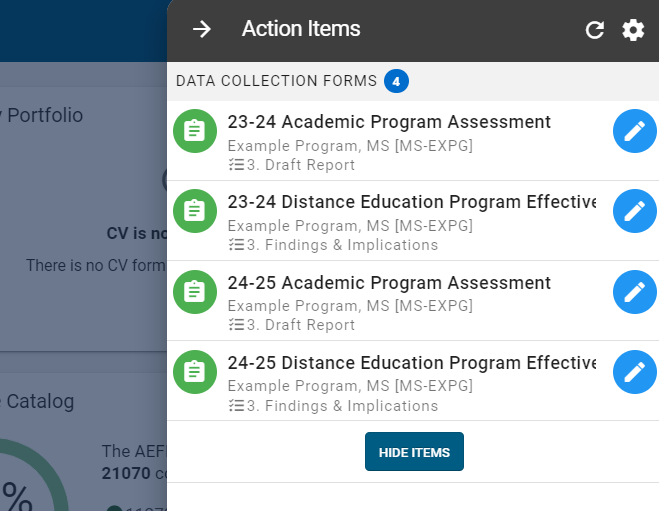 Action Items
DATA COLLECTION FORMS 4
23-24 Academic Program Assessment
Example Program, MS [MS-EXPG]
3. Draft Report
23-24 Distance Education Program Effective
Example Program, MS [MS-EXPG]
3. Findings & Implications
24-25 Academic Program Assessment
Example Program, MS [MS-EXPG]
3. Draft Report
24-25 Distance Education Program Effective
Example Program, MS [MS-EXPG]
3. Findings & Implications
HIDE ITEMS
Portfolio
CV is no
There is no CV form
Catalog
The AEF
21070 c
%